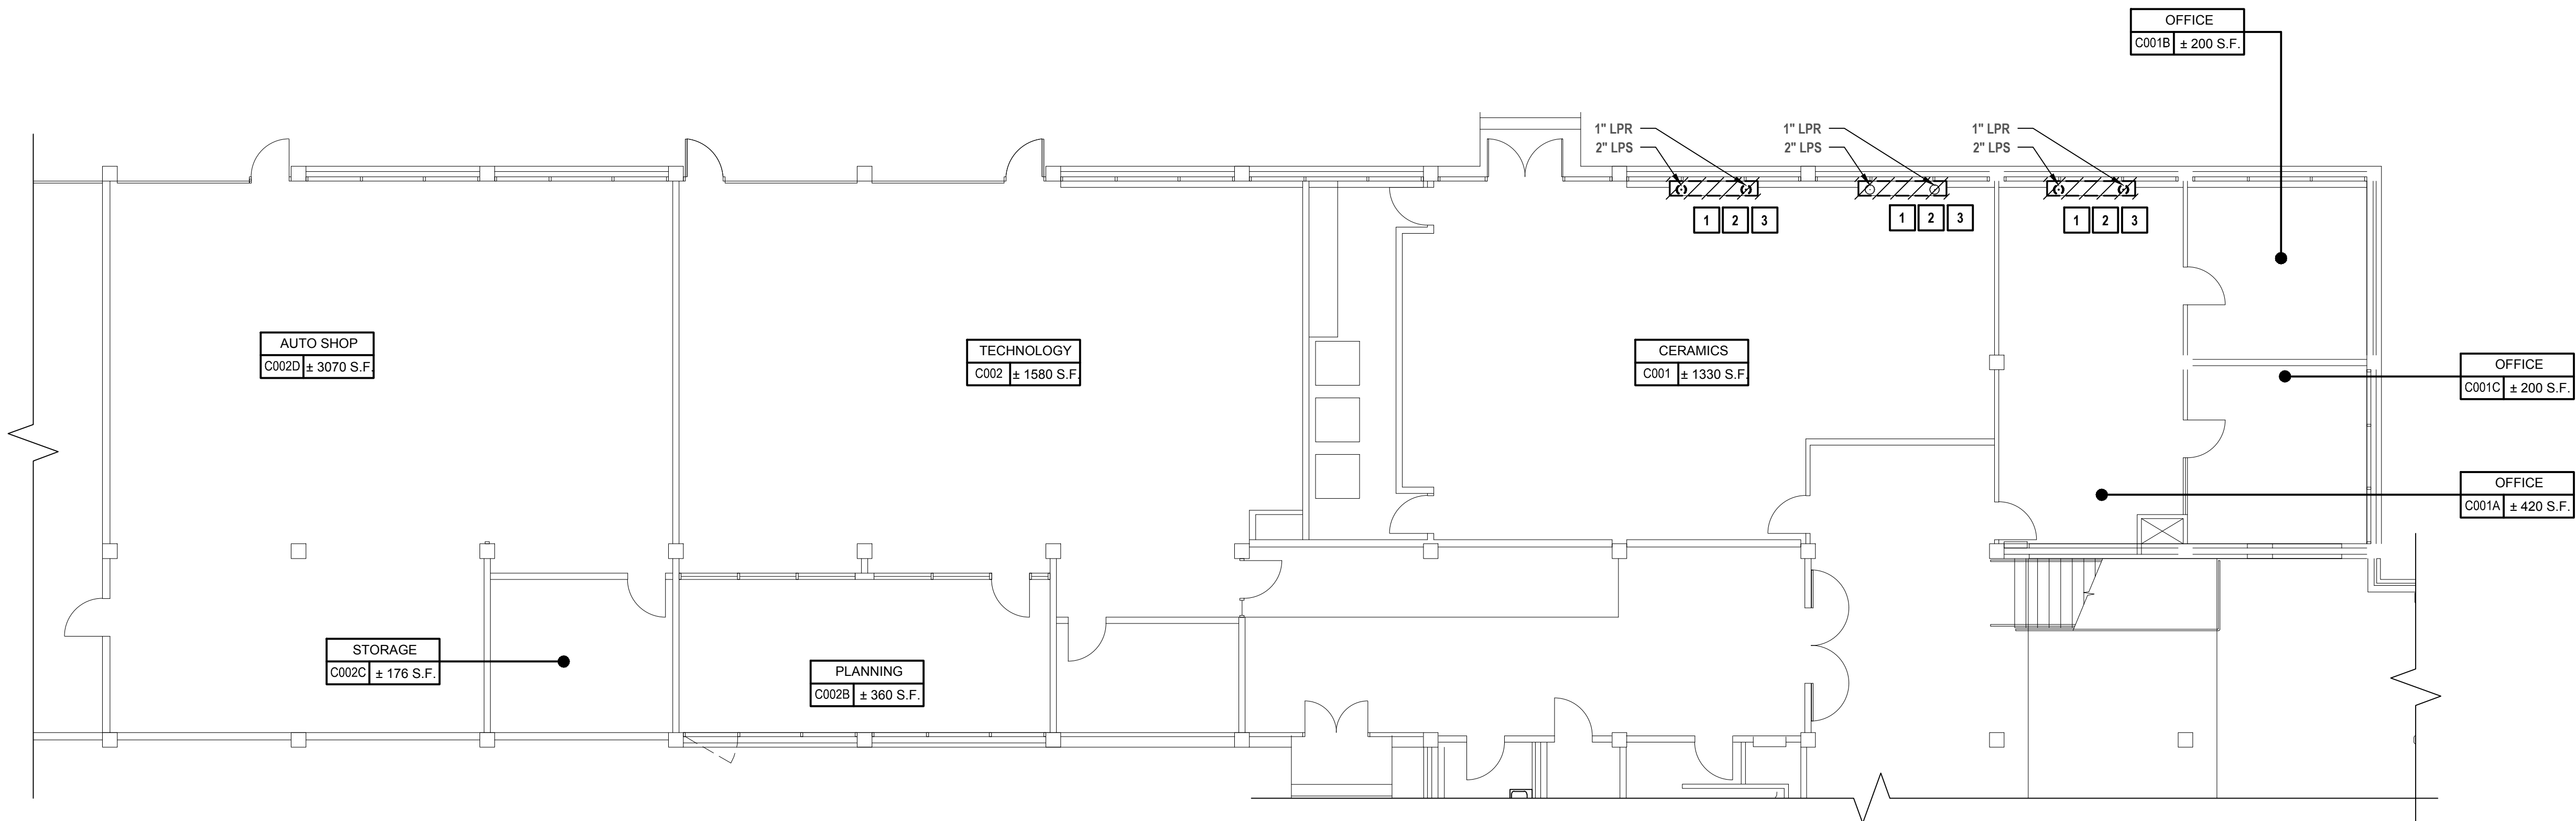 OFFICE
C001B ± 200 S.F.
1" LPR
2" LPS
1" LPR
2" LPS
1" LPR
2" LPS
1 2 3
1 2 3
1 2 3
AUTO SHOP
C002D ± 3070 S.F.
TECHNOLOGY
C002 ± 1580 S.F.
CERAMICS
C001 ± 1330 S.F.
OFFICE
C001C ± 200 S.F.
OFFICE
C001A ± 420 S.F.
STORAGE
C002C ± 176 S.F.
PLANNING
C002B ± 360 S.F.